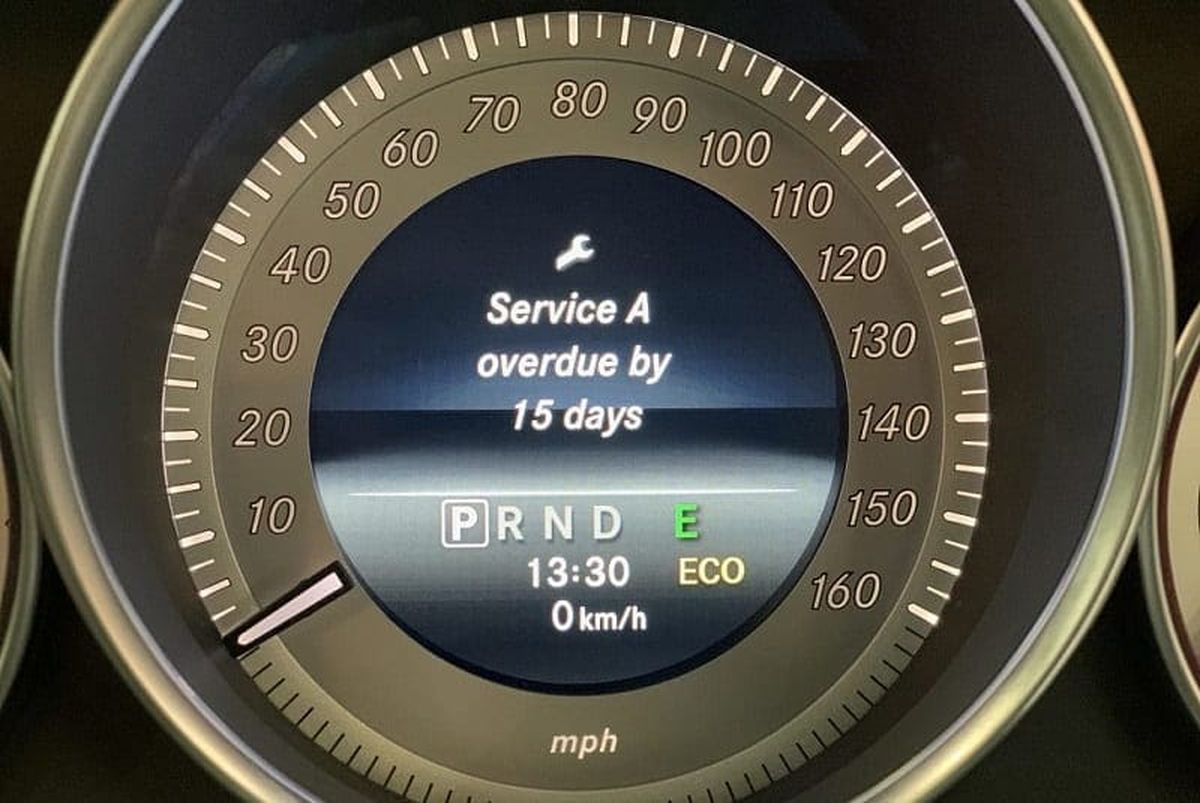 70 80 90
60 100
50 110
40 120
30 130
20 140
10 150
160
Service A
overdue by
15 days
P R N D E
13:30 ECO
0 km/h
mph